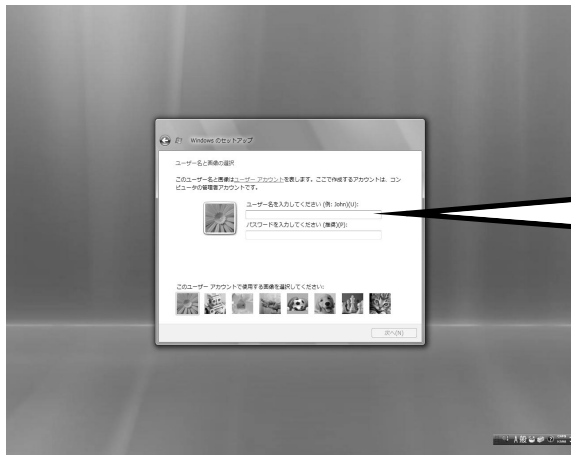 Windows のセットアップ
ユーザー名と画像の選択
このユーザー名と画像はユーザー アカウントを表します。ここで作成するアカウントは、コン
ピュータの管理者アカウントです。
ユーザー名を入力してください (例: John)(U):
パスワードを入力してください (推奨)(P):
このユーザー アカウントで使用する画像を選択してください:
次へ(N)
A 般